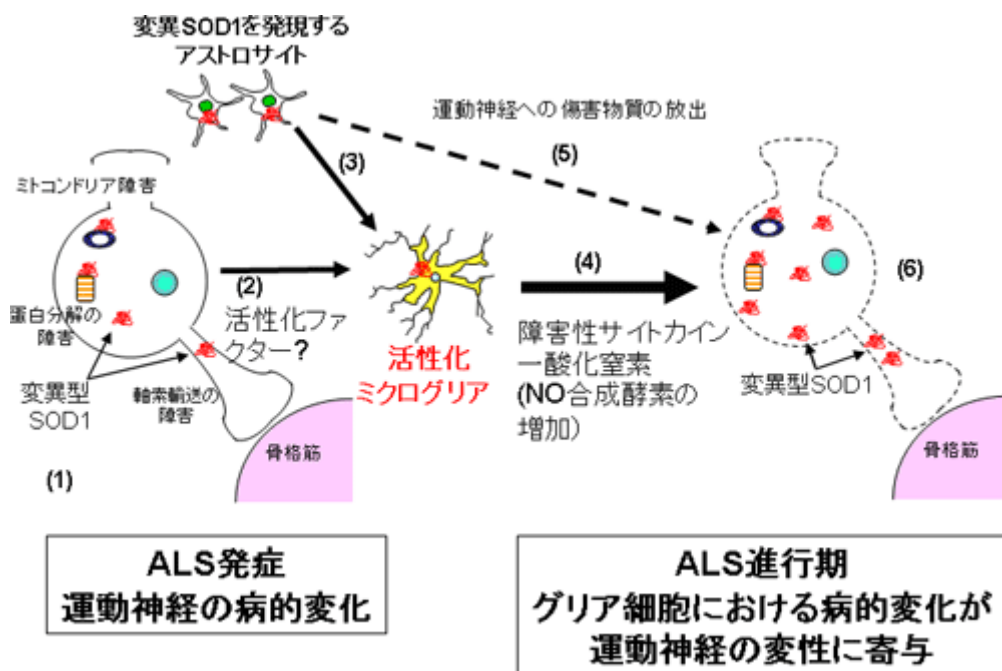 変異SOD1を発現する
アストロサイト
運動神経への傷害物質の放出
(5)
(3)
ミトコンドリア障害
(2)
活性化ファ
クター?
蛋白分解の
障害
変異型
SOD1
軸索輸送の
障害
骨格筋
(1)
活性化
ミクログリア
(4)
障害性サイトカイン
一酸化窒素
(NO合成酵素の
増加)
(6)
変異型SOD1
骨格筋
ALS発症
運動神経の病的変化
ALS進行期
グリア細胞における病的変化が
運動神経の変性に寄与